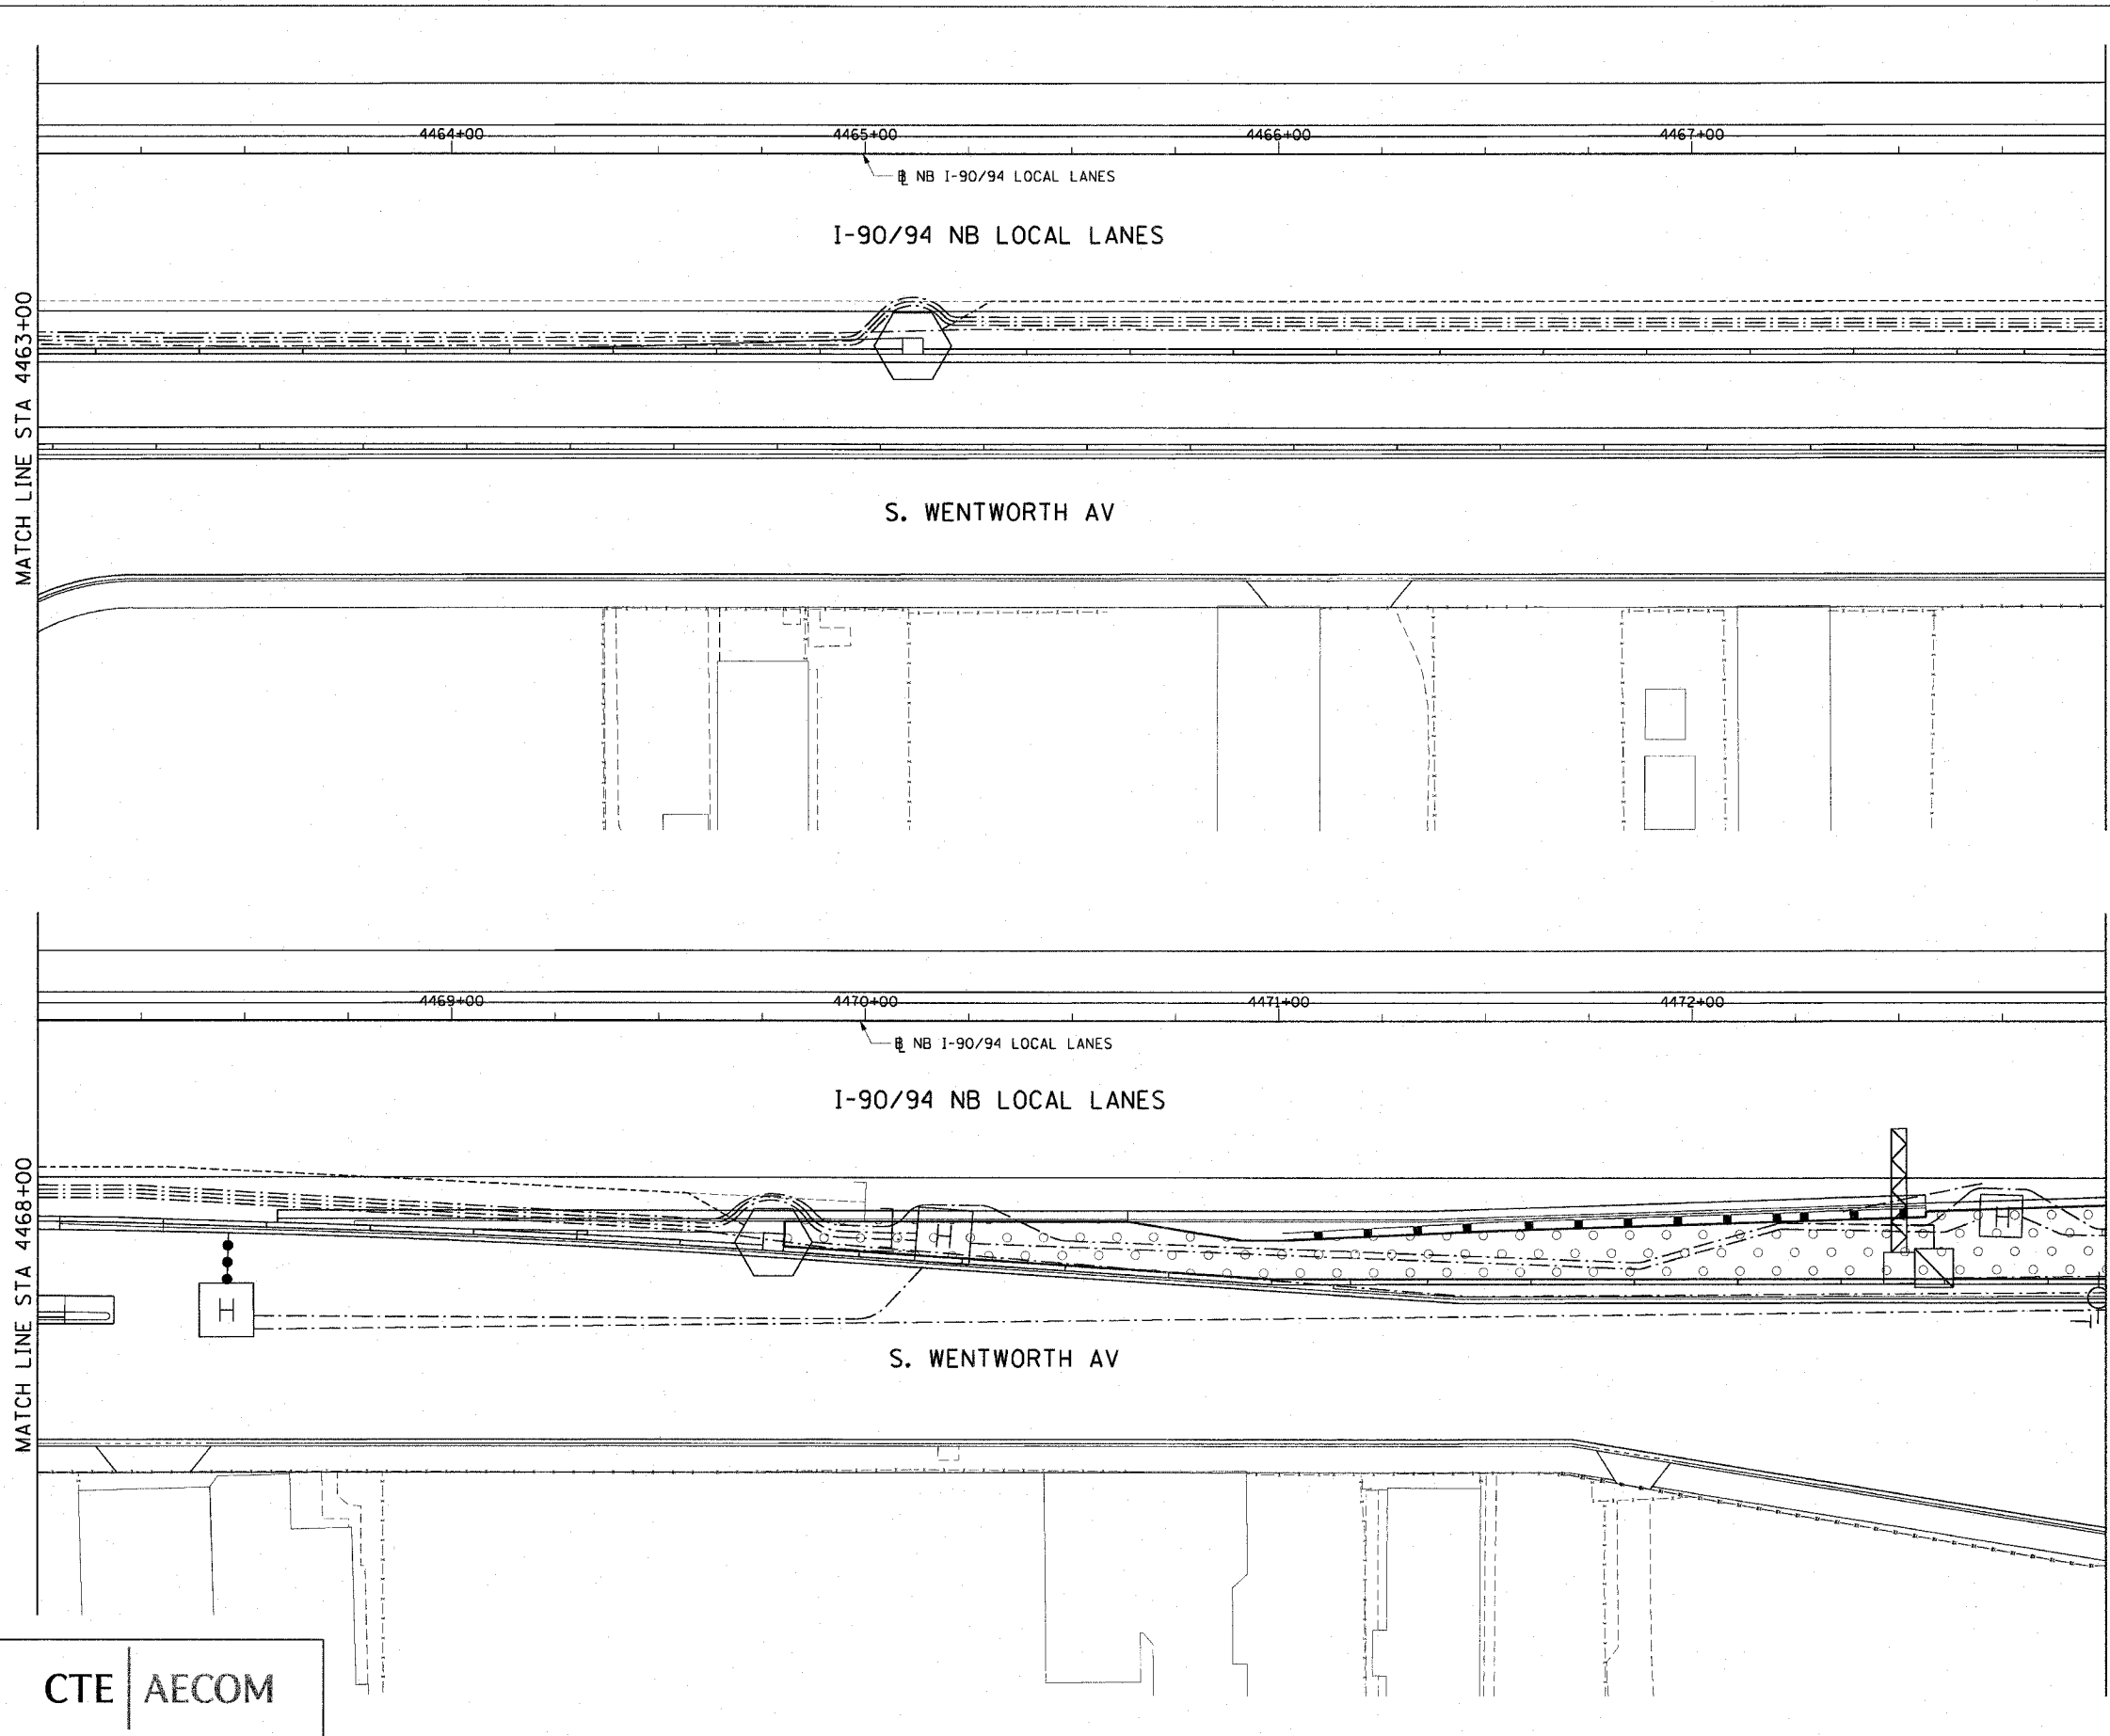 4464+00 4465+00 4466+00 4467+00
℄ NB I-90/94 LOCAL LANES
I-90/94 NB LOCAL LANES
MATCH LINE STA 4463+00
S. WENTWORTH AV
4469+00 4470+00 4471+00 4472+00
℄ NB I-90/94 LOCAL LANES
I-90/94 NB LOCAL LANES
MATCH LINE STA 4468+00
H H
H
S. WENTWORTH AV
CTE | AECOM